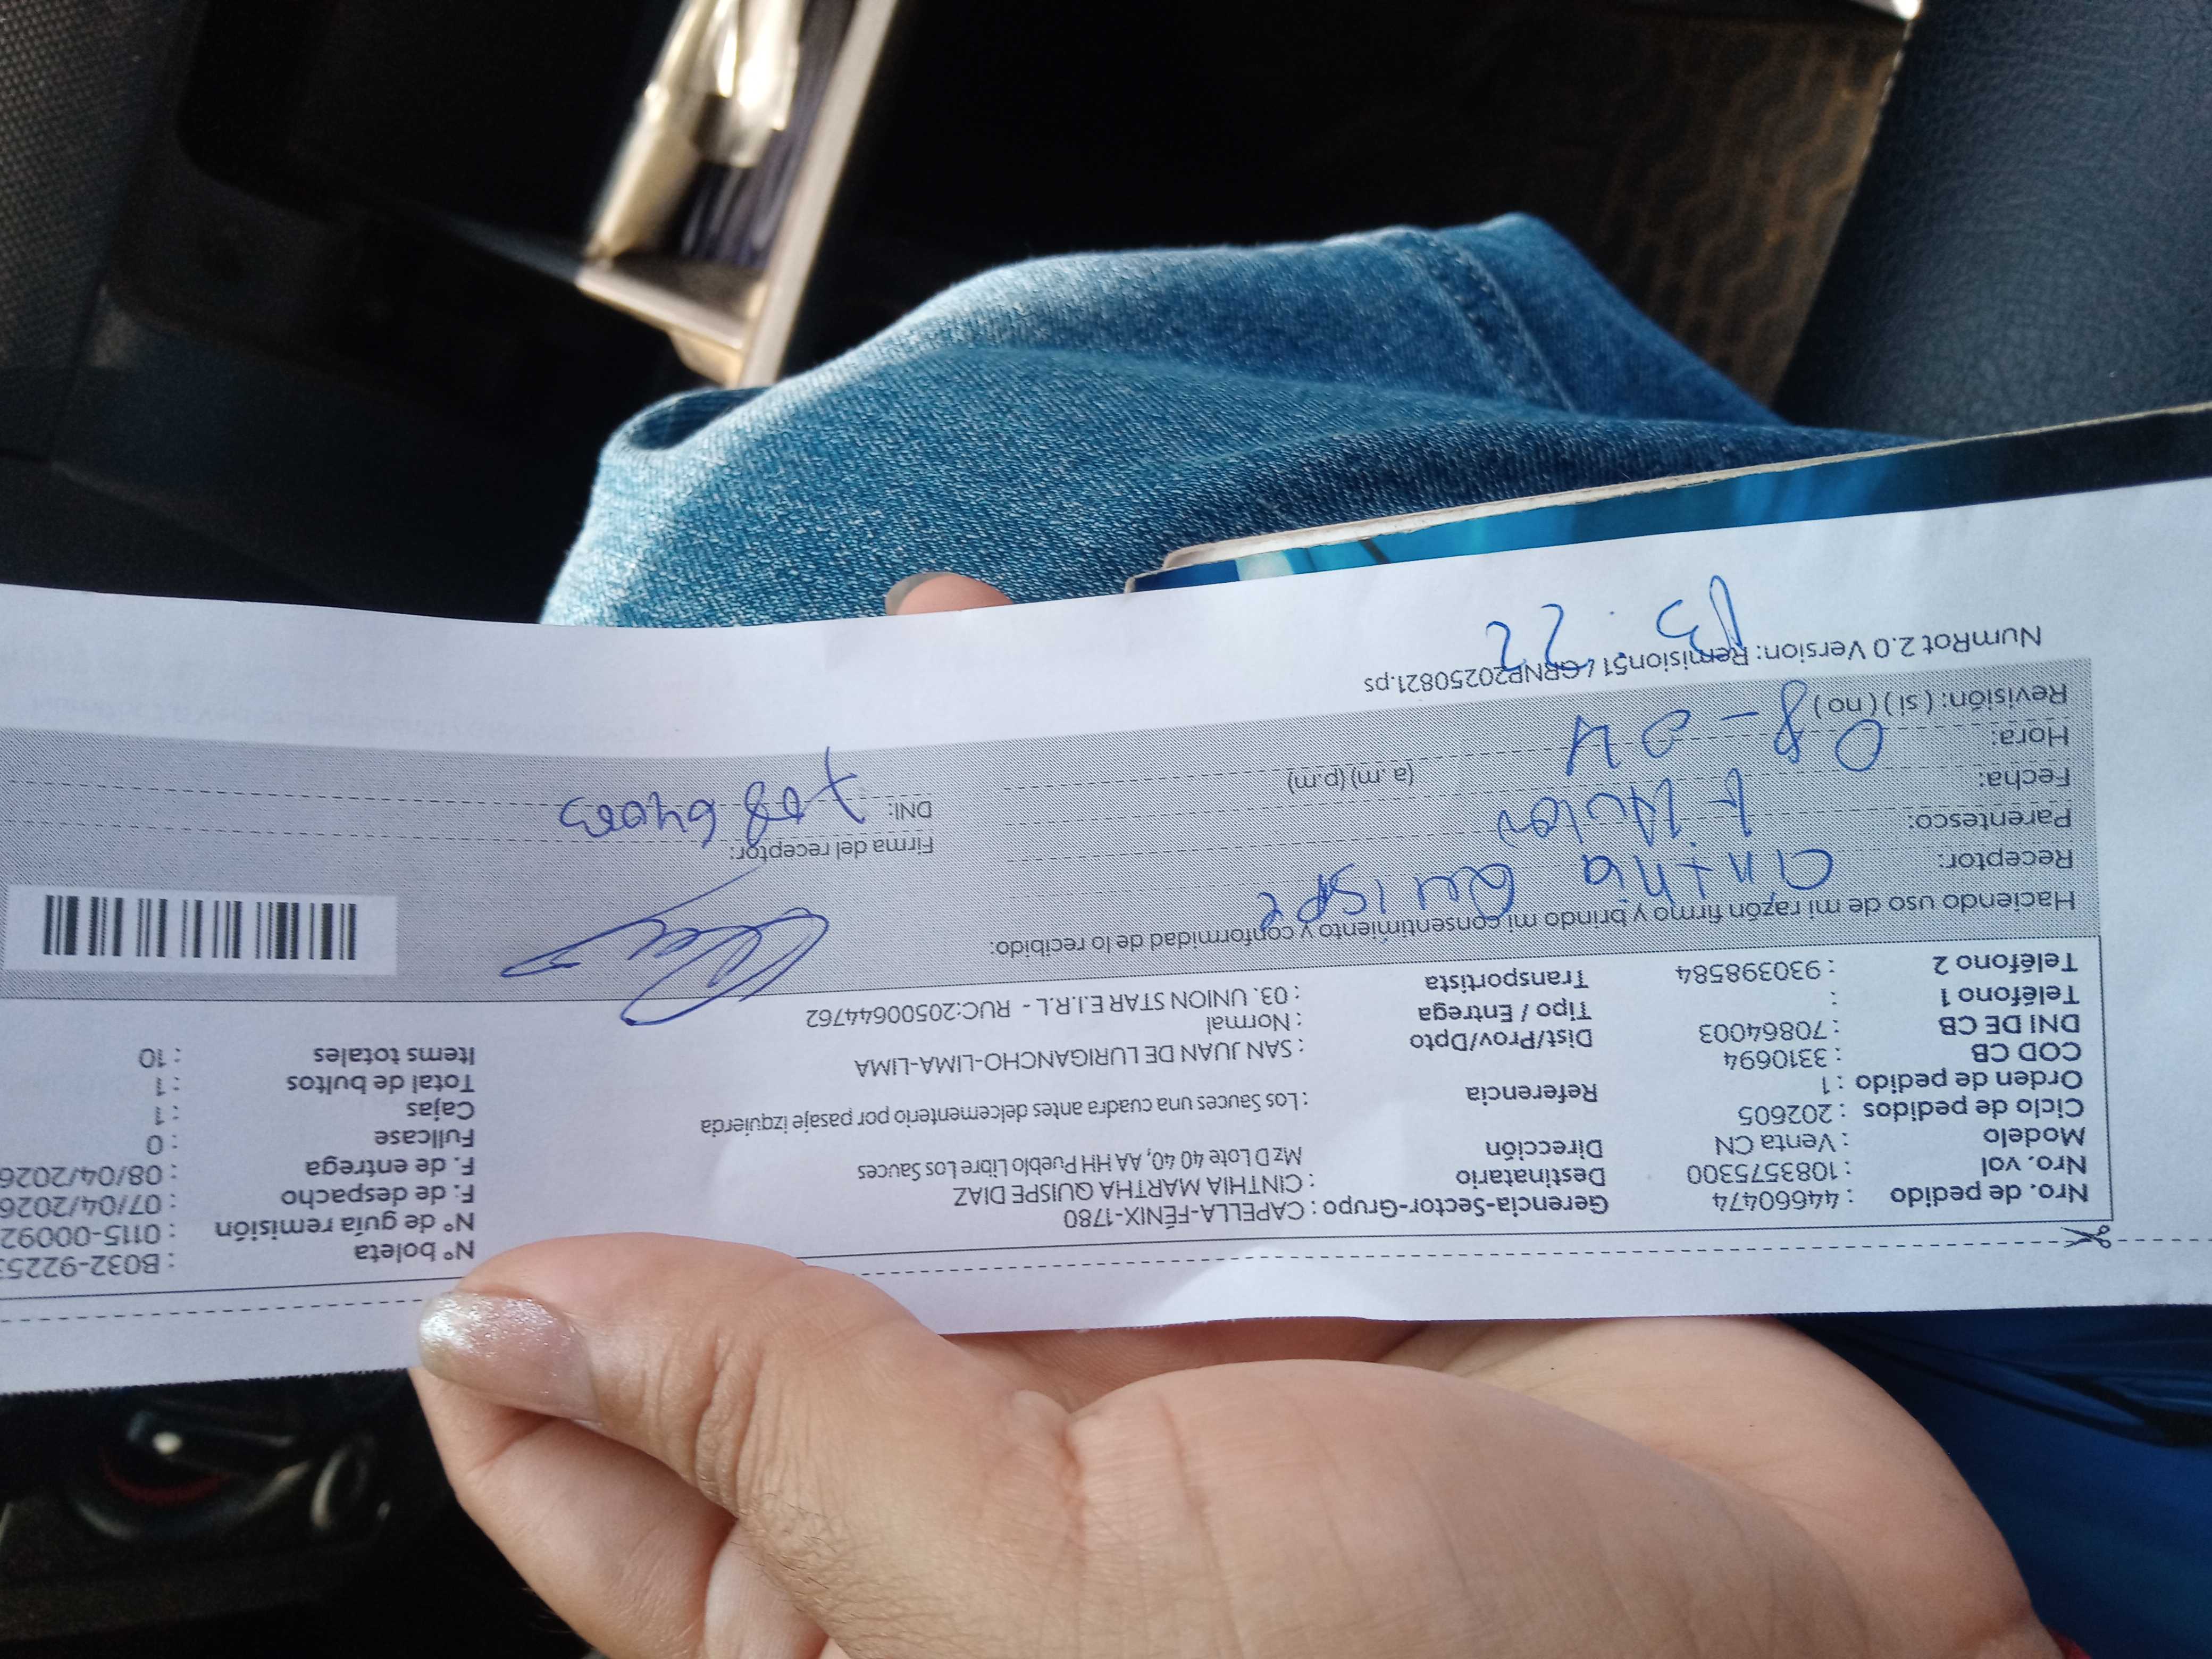 Nro. de pedido : 44660474
Nro. vol : 1083575300
Modelo : Venta CN
Ciclo de pedidos : 202605
Orden de pedido : 1
COD CB : 3310694
DNI DE CB : 70864003
Teléfono 1 :
Teléfono 2 : 930398584
Gerencia-Sector-Grupo : CAPELLA-FÉNIX-1780
Destinatario : CINTHIA MARTHA QUISPE DIAZ
Dirección Mz D Lote 40 40, AA HH Pueblo Libre Los Sauces
Referencia : Los Sauces una cuadra antes delcementerio por pasaje izquierda
Dist/Prov/Dpto : SAN JUAN DE LURIGANCHO-LIMA-LIMA
Tipo / Entrega : Normal
Transportista : 03. UNION STAR E.I.R.L - RUC:20500644762
N° boleta : B032-9225
N° de guía remisión : 0115-00092
F. de despacho : 07/04/2026
F. de entrega : 08/04/2026
Fullcase : 0
Cajas : 1
Total de bultos : 1
Items totales : 10
Haciendo uso de mi razón firmo y brindo mi consentimiento y conformidad de lo recibido:
Receptor: Cinthia Quispe
Parentesco: titular
Fecha: 08-04
Hora: (a.m) (p.m)
Revisión: ( si ) ( no )
Firma del receptor:
DNI: 70864003
NumRot 2.0 Version: Remision51 / GRNP20250821.ps
13:22